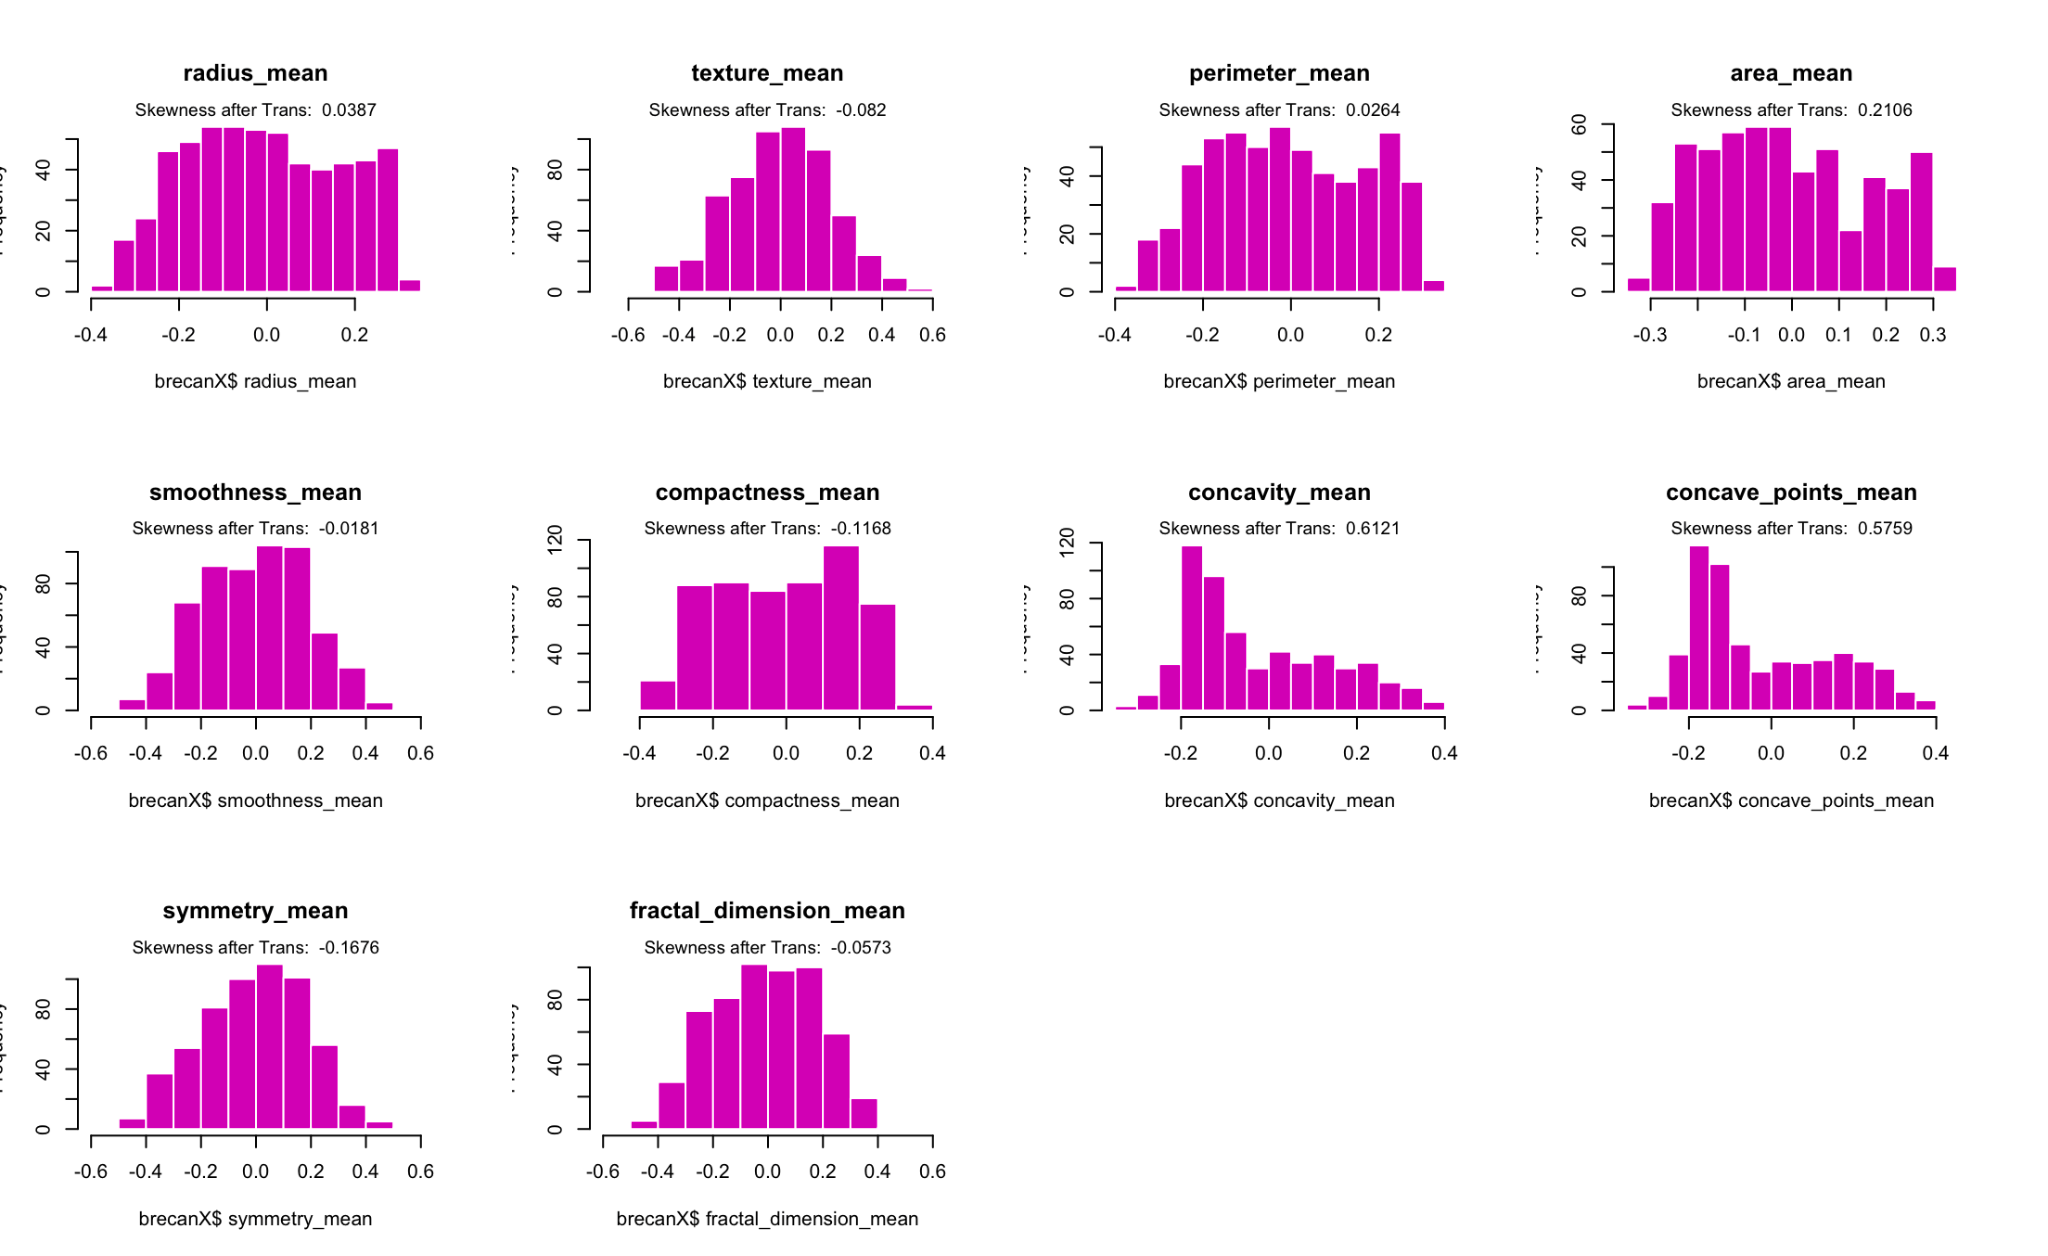 radius_mean
Skewness after Trans:  0.0387
0 20 40
-0.4 -0.2 0.0 0.2
brecanX$ radius_mean
texture_mean
Skewness after Trans:  -0.082
0 40 80
-0.6 -0.4 -0.2 0.0 0.2 0.4 0.6
brecanX$ texture_mean
perimeter_mean
Skewness after Trans:  0.0264
0 20 40
-0.4 -0.2 0.0 0.2
brecanX$ perimeter_mean
area_mean
Skewness after Trans:  0.2106
0 20 40 60
-0.3 -0.1 0.0 0.1 0.2 0.3
brecanX$ area_mean
smoothness_mean
Skewness after Trans:  -0.0181
0 40 80
-0.6 -0.4 -0.2 0.0 0.2 0.4 0.6
brecanX$ smoothness_mean
compactness_mean
Skewness after Trans:  -0.1168
0 40 80 120
-0.4 -0.2 0.0 0.2 0.4
brecanX$ compactness_mean
concavity_mean
Skewness after Trans:  0.6121
0 40 80 120
-0.2 0.0 0.2 0.4
brecanX$ concavity_mean
concave_points_mean
Skewness after Trans:  0.5759
0 40 80
-0.2 0.0 0.2 0.4
brecanX$ concave_points_mean
symmetry_mean
Skewness after Trans:  -0.1676
0 40 80
-0.6 -0.4 -0.2 0.0 0.2 0.4 0.6
brecanX$ symmetry_mean
fractal_dimension_mean
Skewness after Trans:  -0.0573
0 40 80
-0.6 -0.4 -0.2 0.0 0.2 0.4 0.6
brecanX$ fractal_dimension_mean